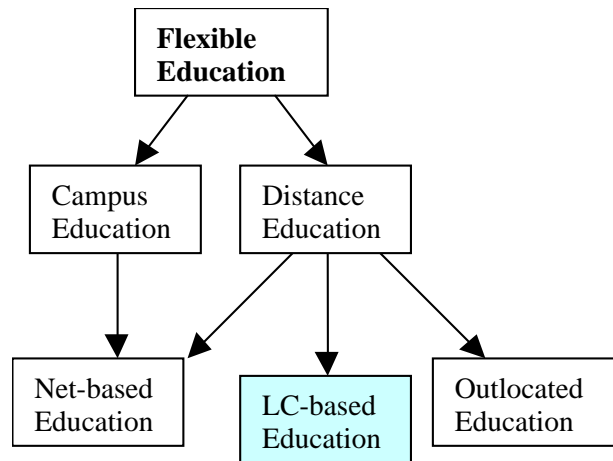 Flexible
Education
Campus
Education
Distance
Education
Net-based
Education
LC-based
Education
Outlocated
Education